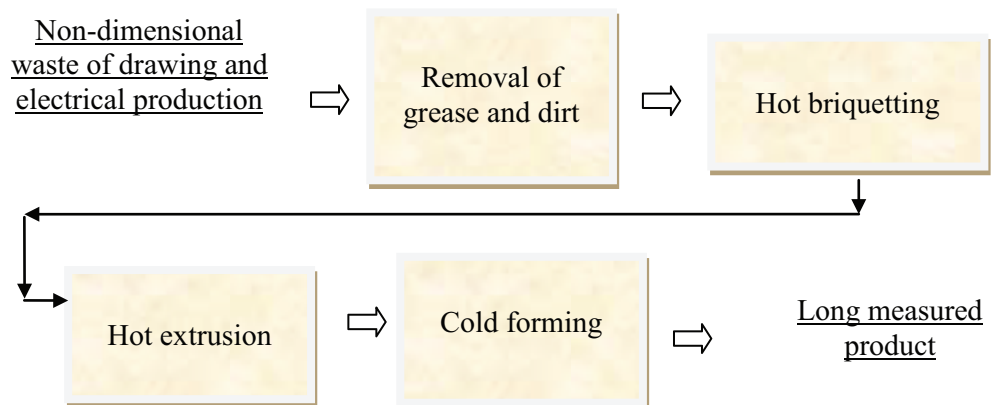 Non-dimensional
waste of drawing and
electrical production
Removal of
grease and dirt
Hot briquetting
Hot extrusion
Cold forming
Long measured
product